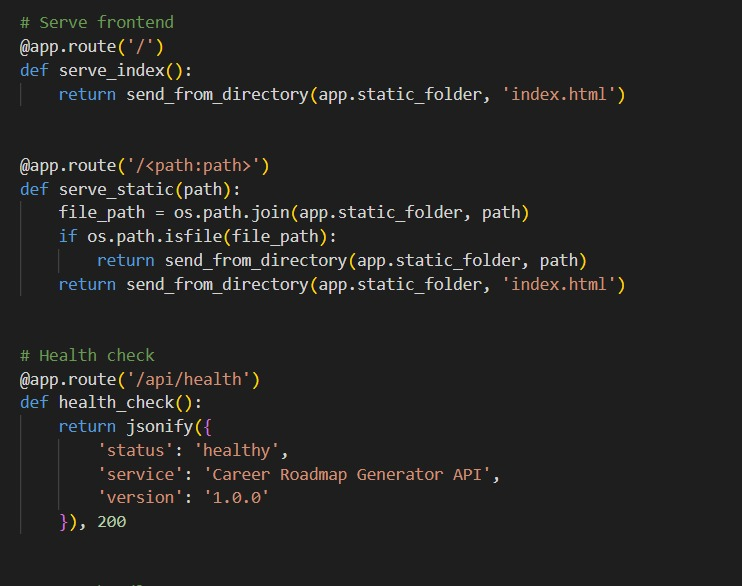 # Serve frontend
@app.route('/')
def serve_index():
    return send_from_directory(app.static_folder, 'index.html')
@app.route('/<path:path>')
def serve_static(path):
    file_path = os.path.join(app.static_folder, path)
    if os.path.isfile(file_path):
        return send_from_directory(app.static_folder, path)
    return send_from_directory(app.static_folder, 'index.html')
# Health check
@app.route('/api/health')
def health_check():
    return jsonify({
        'status': 'healthy',
        'service': 'Career Roadmap Generator API',
        'version': '1.0.0'
    }), 200